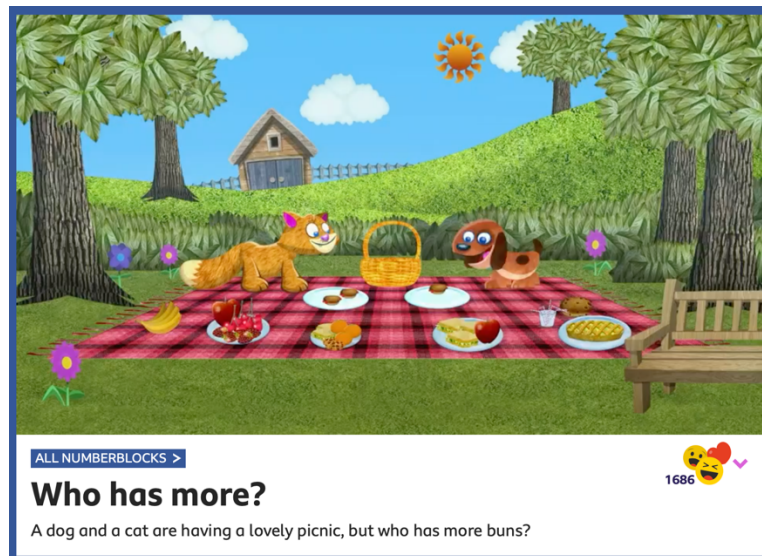 ALL NUMBERBLOCKS >
1686
Who has more?
A dog and a cat are having a lovely picnic, but who has more buns?